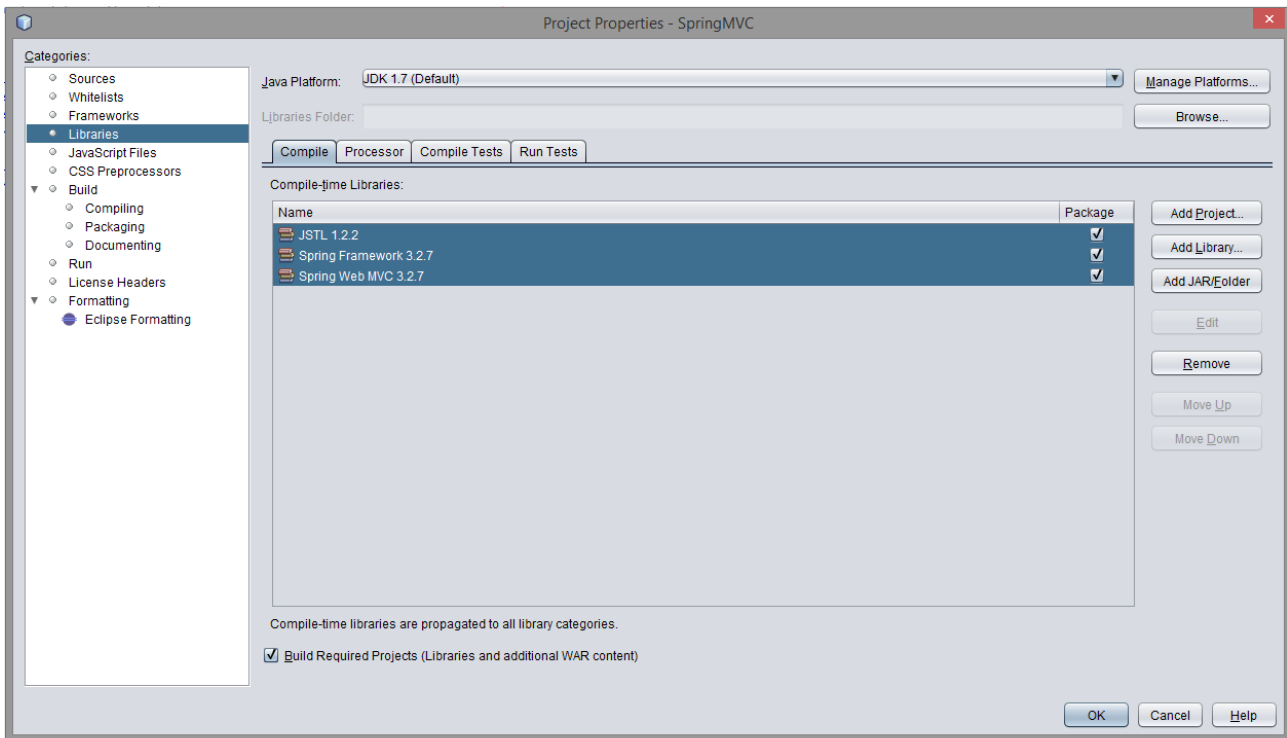 Project Properties - SpringMVC
Categories:
Sources
Whitelists
Frameworks
Libraries
JavaScript Files
CSS Preprocessors
Build
Compiling
Packaging
Documenting
Run
License Headers
Formatting
Eclipse Formatting
Java Platform: JDK 1.7 (Default) Manage Platforms...
Libraries Folder: Browse...
Compile Processor Compile Tests Run Tests
Compile-time Libraries:
Name Package
JSTL 1.2.2
Spring Framework 3.2.7
Spring Web MVC 3.2.7
Add Project...
Add Library...
Add JAR/Folder
Edit
Remove
Move Up
Move Down
Compile-time libraries are propagated to all library categories.
Build Required Projects (Libraries and additional WAR content)
OK Cancel Help